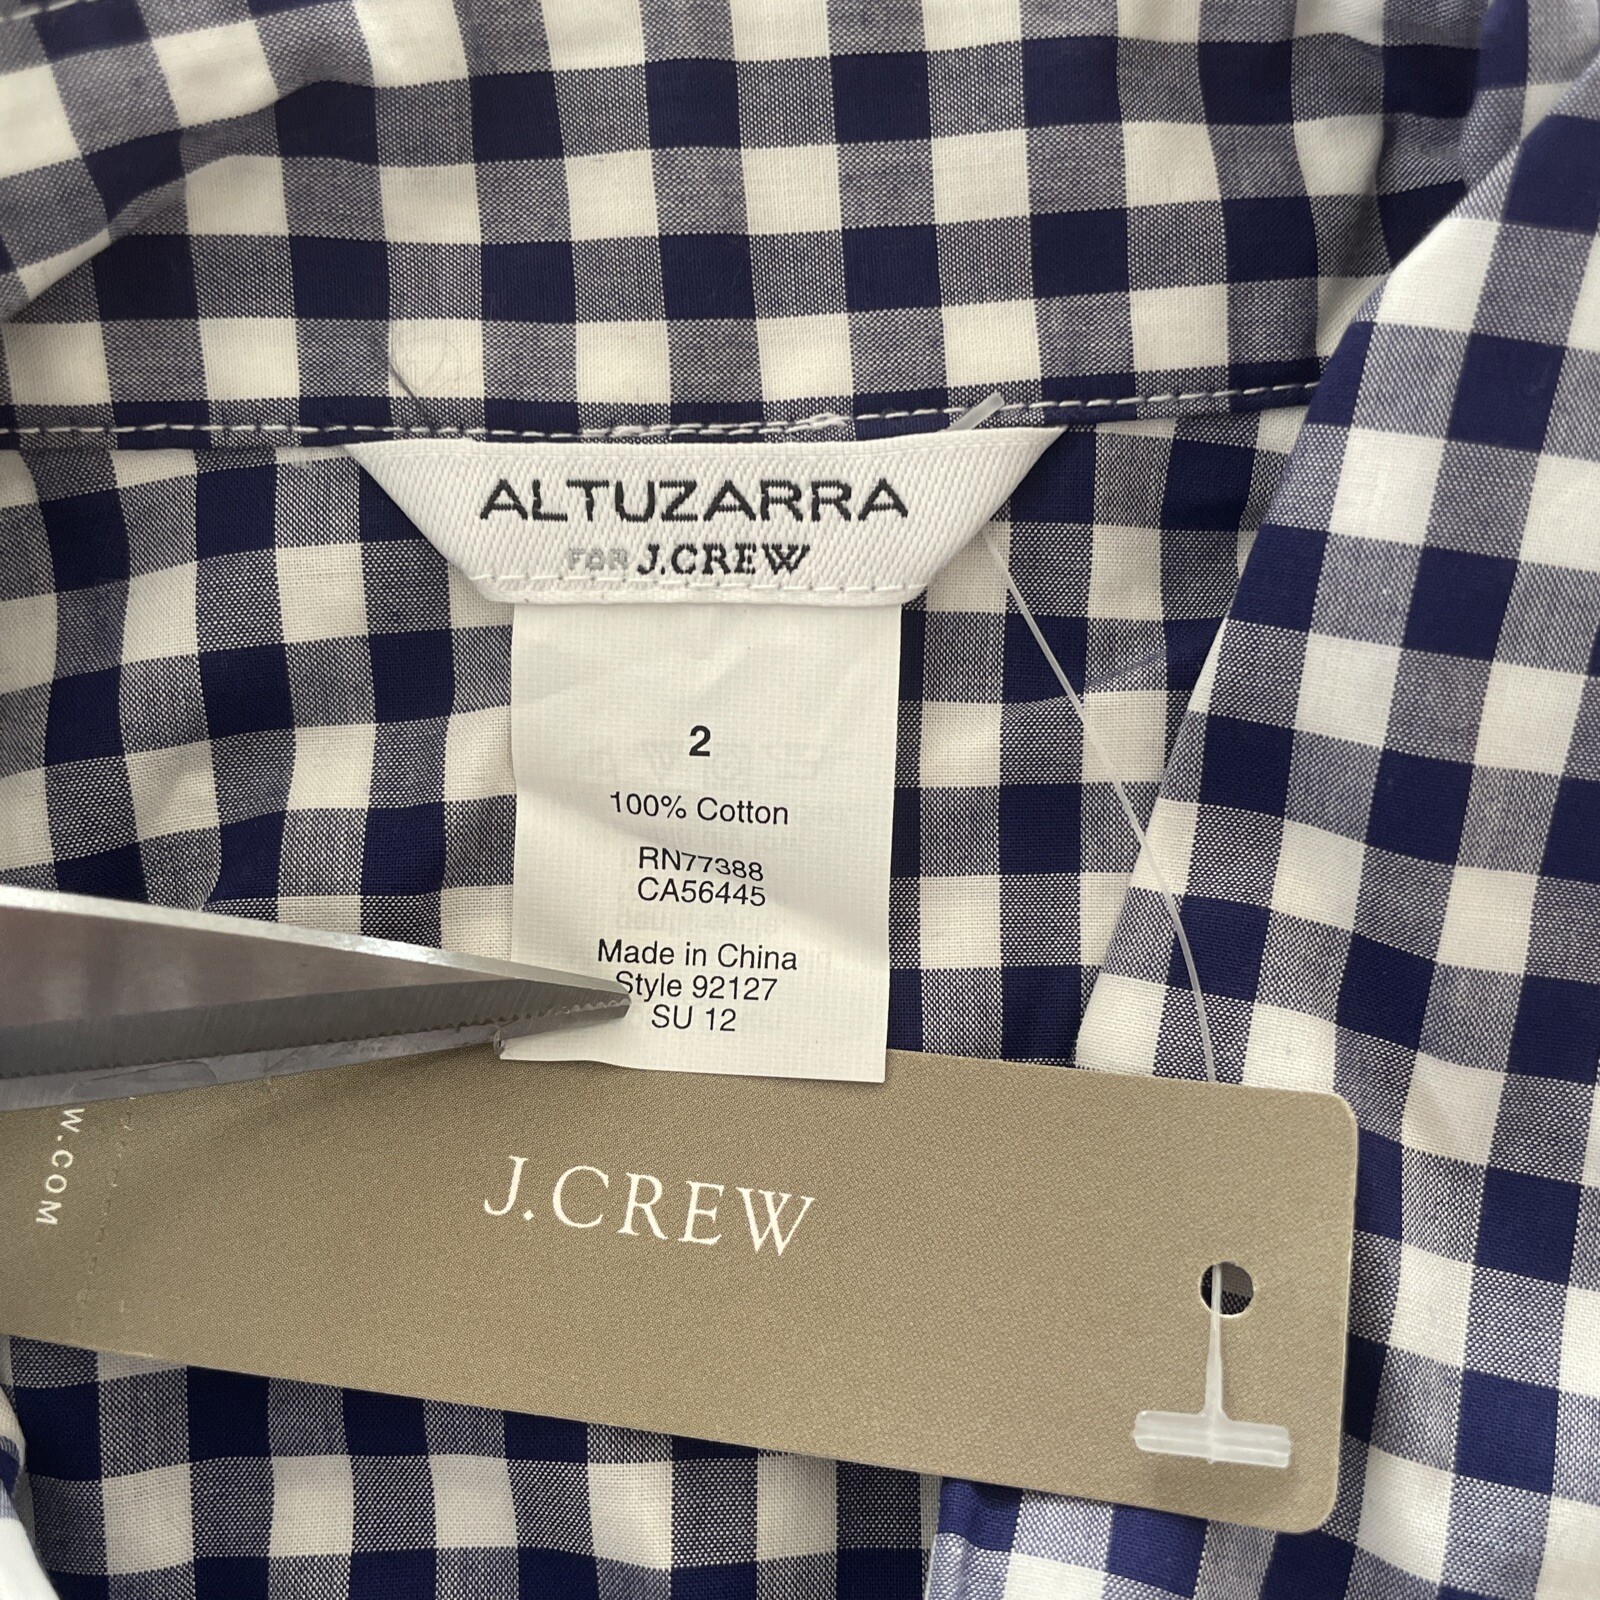 ALTUZARRA
FOR J.CREW
2
100% Cotton
RN77388
CA56445
Made in China
Style 92127
SU 12
W.COM
J.CREW